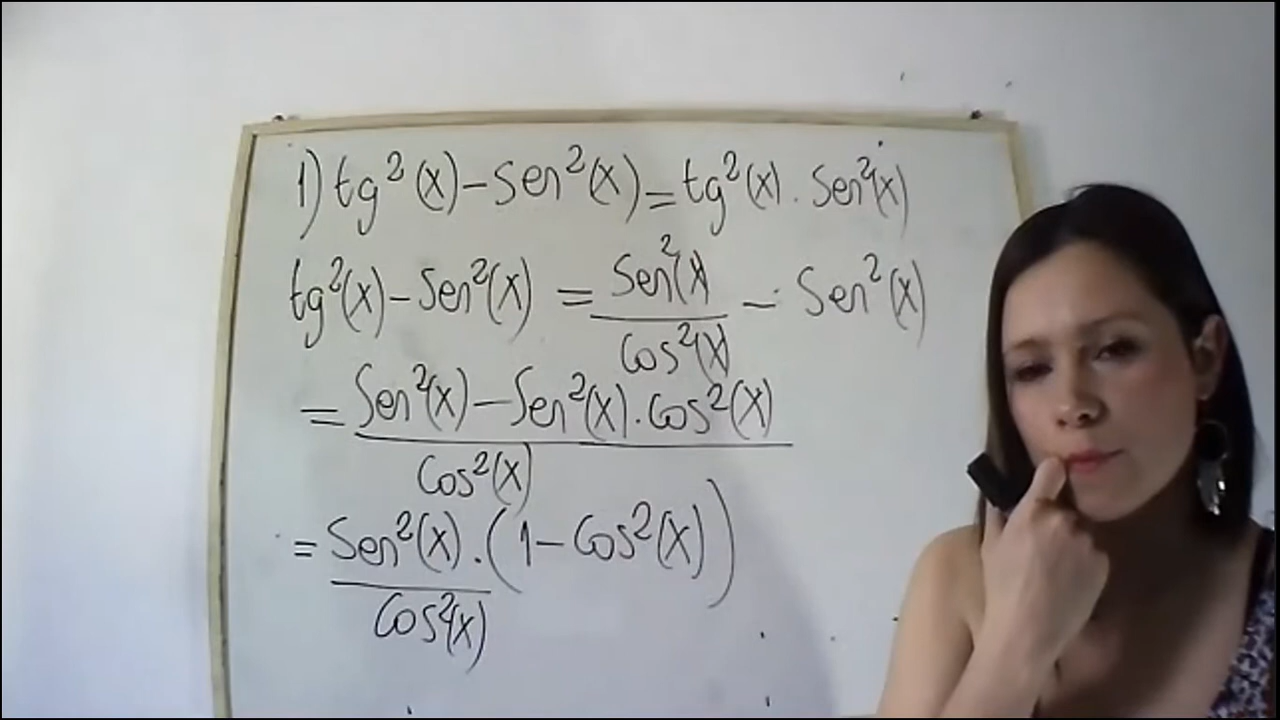 1) tg²(x) - Sen²(x) = tg²(x) . Sen²(x)
tg²(x) - Sen²(x) = Sen²(x) / Cos²(x) - Sen²(x)
= Sen²(x) - Sen²(x) . Cos²(x) / Cos²(x)
= Sen²(x) / Cos²(x) . (1 - Cos²(x))